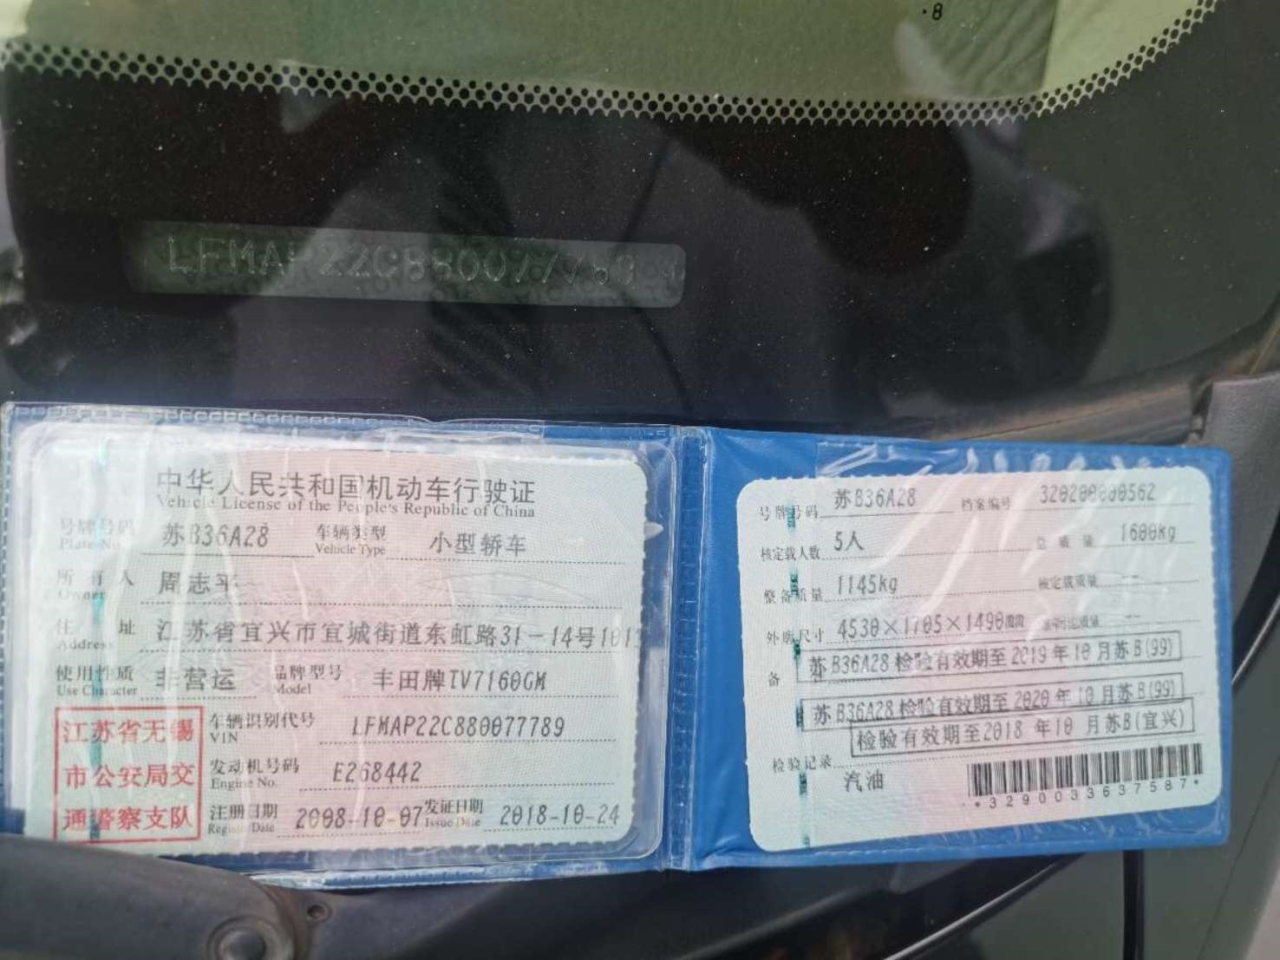 ·8
LFMAP22C880077789
中华人民共和国机动车行驶证
Vehicle License of the People's Republic of China
号牌号码 苏B36A28 车辆类型 小型轿车
Plate No. Vehicle Type
所有人 周志平
Owner
住址 江苏省宜兴市宜城街道东虹路31-14号101
Address
使用性质 非营运 品牌型号 丰田牌TV7160GM
Use Character Model
江苏省无锡
市公安局交
通警察支队
车辆识别代号 LFMAP22C880077789
VIN
发动机号码 E268442
Engine No.
注册日期 2008-10-07 发证日期 2018-10-24
Register Date Issue Date
号牌号码 苏B36A28 档案编号 320200000562
核定载人数 5人 总质量 1600kg
整备质量 1145kg 核定载质量
外廓尺寸 4530×1705×1490
备 苏B36A28检验有效期至2019年10月苏B(99)
苏B36A28检验有效期至2020年10月苏B(99)
检验有效期至2018年10月苏B(宜兴)
检验记录
汽油
*3290033637587*